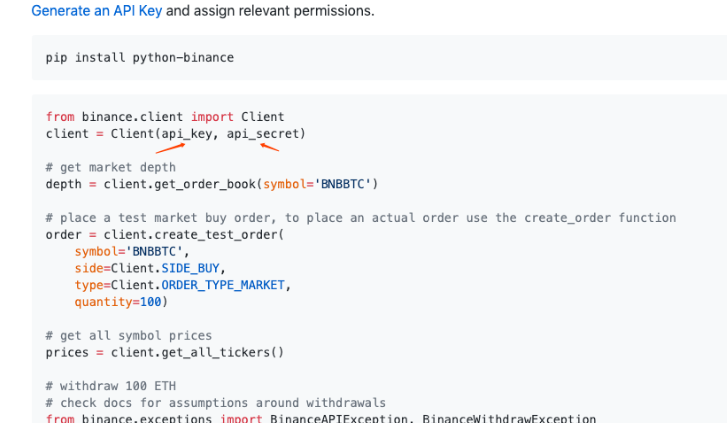 Generate an API Key and assign relevant permissions.
pip install python-binance
from binance.client import Client
client = Client(api_key, api_secret)
# get market depth
depth = client.get_order_book(symbol='BNBBTC')
# place a test market buy order, to place an actual order use the create_order function
order = client.create_test_order(
    symbol='BNBBTC',
    side=Client.SIDE_BUY,
    type=Client.ORDER_TYPE_MARKET,
    quantity=100)
# get all symbol prices
prices = client.get_all_tickers()
# withdraw 100 ETH
# check docs for assumptions around withdrawals
from binance.exceptions import BinanceAPIException, BinanceWithdrawException